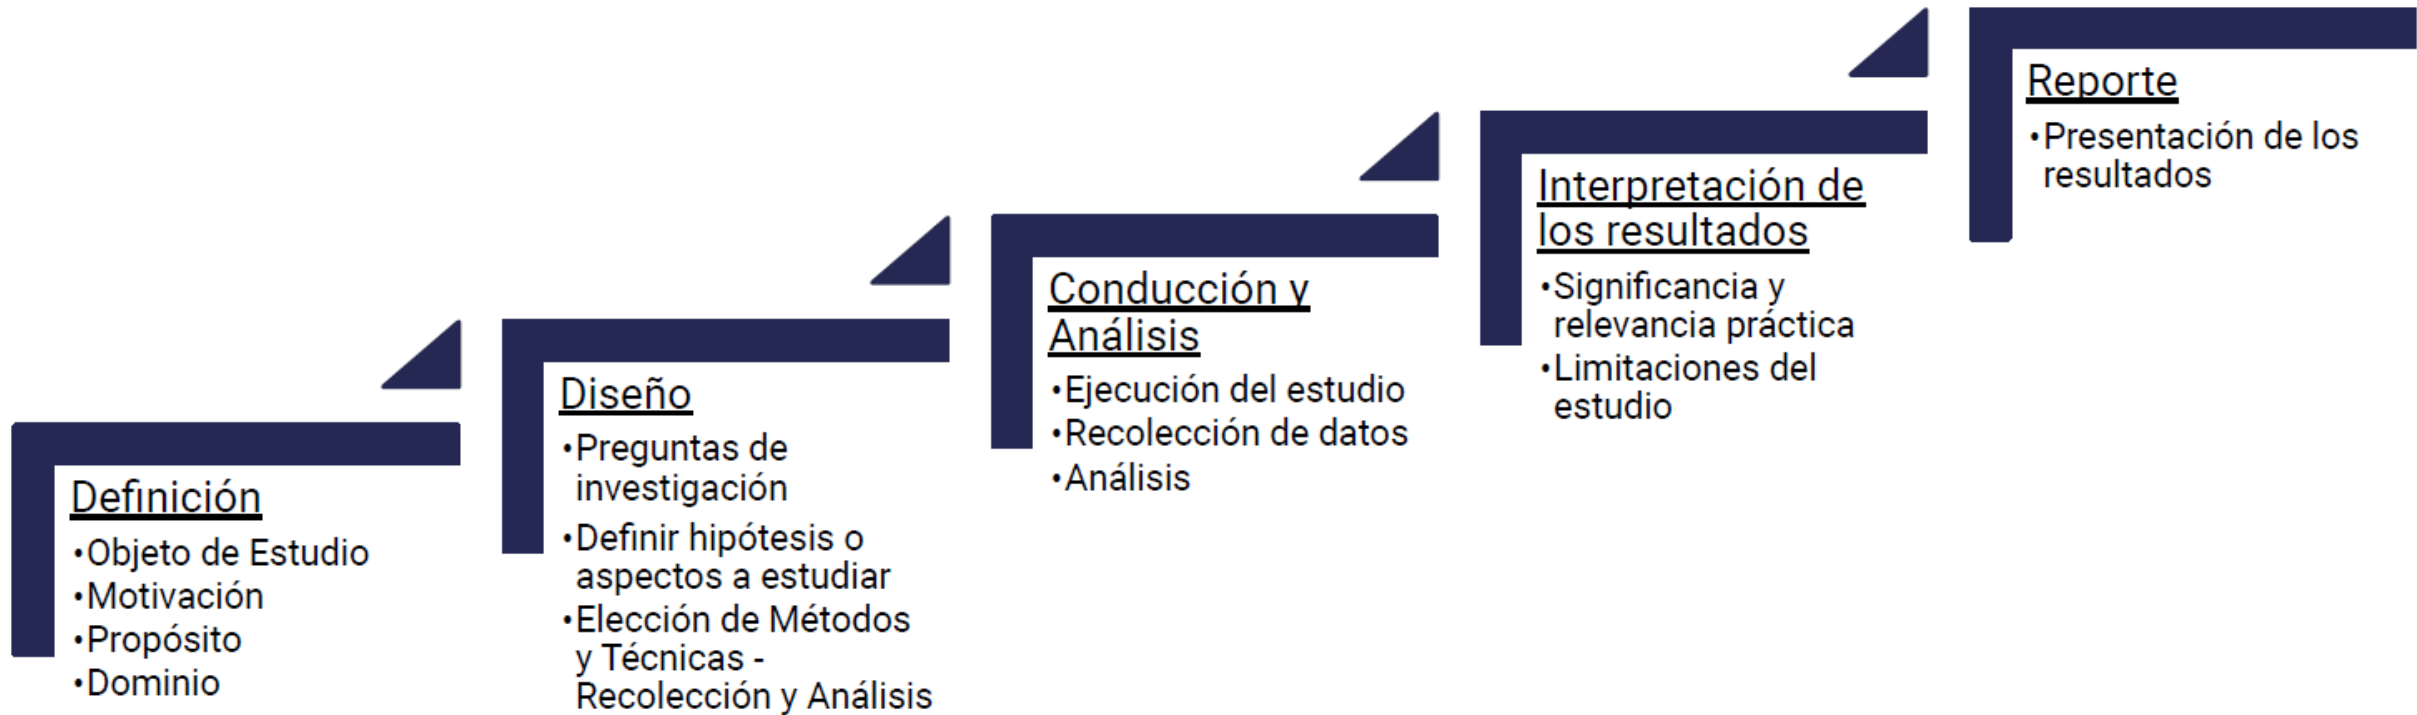 Definición
•Objeto de Estudio
•Motivación
•Propósito
•Dominio
Diseño
•Preguntas de
investigación
•Definir hipótesis o
aspectos a estudiar
•Elección de Métodos
y Técnicas -
Recolección y Análisis
Conducción y
Análisis
•Ejecución del estudio
•Recolección de datos
•Análisis
Interpretación de
los resultados
•Significancia y
relevancia práctica
•Limitaciones del
estudio
Reporte
•Presentación de los
resultados